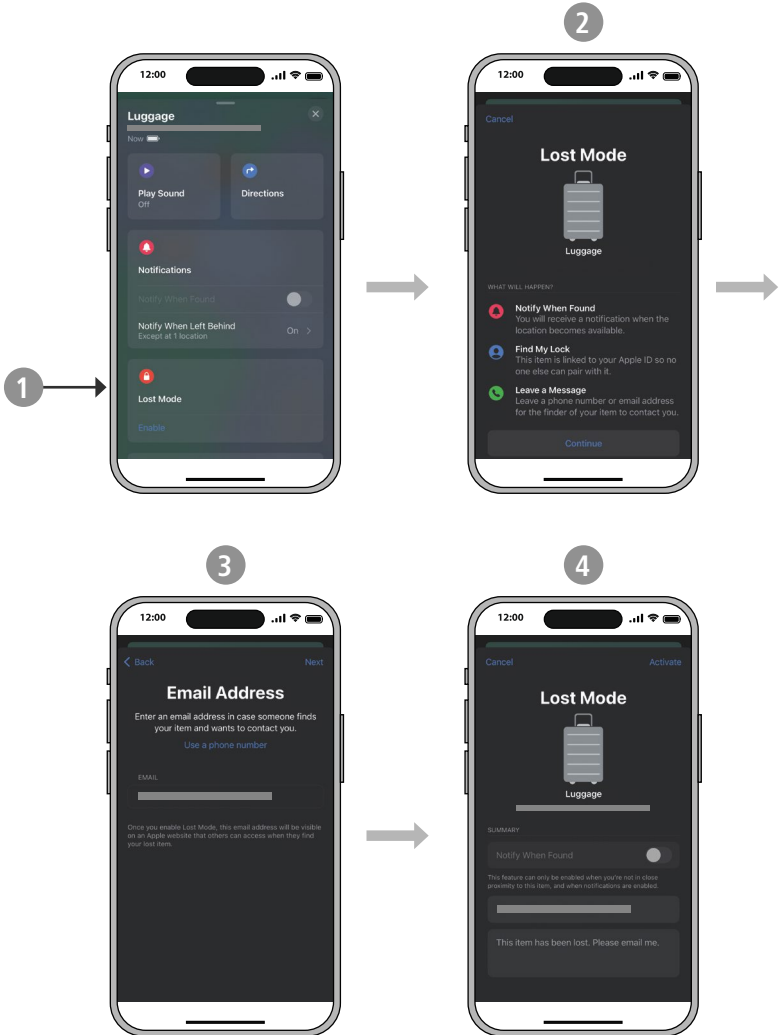 2
12:00
Luggage
Now
Play Sound
Off
Directions
Notifications
Notify When Found
Notify When Left Behind
Except at 1 location
On
1
Lost Mode
Enable
12:00
Cancel
Lost Mode
Luggage
WHAT WILL HAPPEN?
Notify When Found
You will receive a notification when the
location becomes available.
Find My Lock
This item is linked to your Apple ID so no
one else can pair with it.
Leave a Message
Leave a phone number or email address
for the finder of your item to contact you.
Continue
3
12:00
Back
Next
Email Address
Enter an email address in case someone finds
your item and wants to contact you.
Use a phone number
EMAIL
Once you enable Lost Mode, this email address will be visible
on an Apple website that others can access when they find
your lost item.
4
12:00
Cancel
Activate
Lost Mode
Luggage
SUMMARY
Notify When Found
This feature can only be enabled when you're not in close
proximity to this item, and when notifications are enabled.
This item has been lost. Please email me.